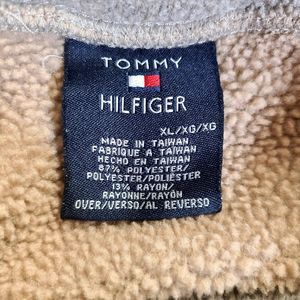 TOMMY
HILFIGER
XL/XG/XG
MADE IN TAIWAN
FABRIQUE A TAIWAN
HECHO EN TAIWAN
87% POLYESTER/
POLYESTER/POLIESTER
13% RAYON/
RAYONNE/RAYON
OVER/VERSO/AL REVERSO